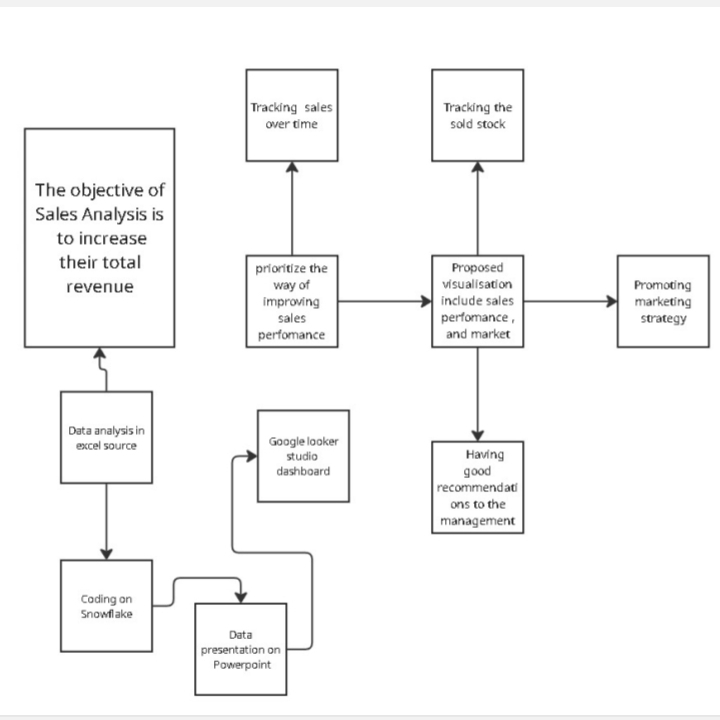 Tracking sales
over time
Tracking the
sold stock
The objective of
Sales Analysis is
to increase
their total
revenue
prioritize the
way of
improving
sales
perfomance
Proposed
visualisation
include sales
perfomance ,
and market
Promoting
marketing
strategy
Data analysis in
excel source
Google looker
studio
dashboard
Having
good
recommendati
ons to the
management
Coding on
Snowflake
Data
presentation on
Powerpoint